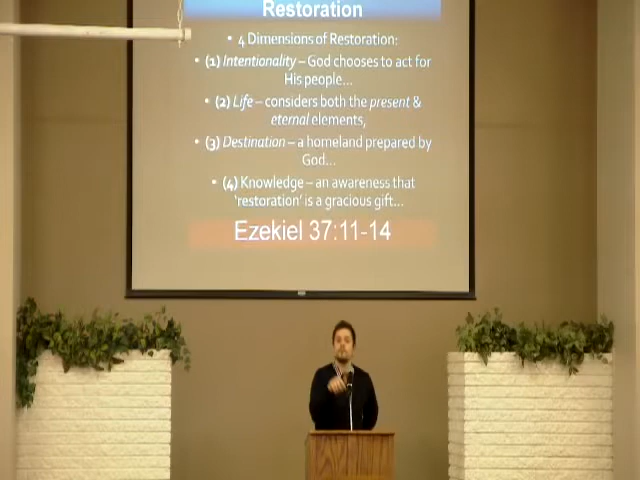 Restoration
• 4 Dimensions of Restoration:
• (1) Intentionality – God chooses to act for
His people...
• (2) Life – considers both the present &
eternal elements,
• (3) Destination – a homeland prepared by
God...
• (4) Knowledge – an awareness that
'restoration' is a gracious gift...
Ezekiel 37:11-14